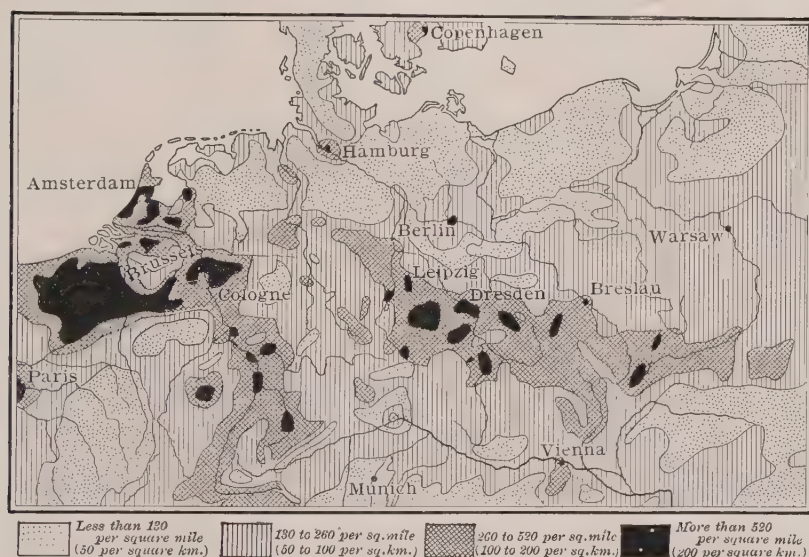 Copenhagen
Hamburg
Amsterdam
Berlin
Warsaw
Brussels
Leipzig
Cologne
Dresden
Breslau
Paris
Vienna
Munich
Less than 130
per square mile
(50 per square km.)
130 to 260 per sq.mile
(50 to 100 per sq.km.)
260 to 520 per sq.mile
(100 to 200 per sq.km.)
More than 520
per square mile
(200 per square km.)